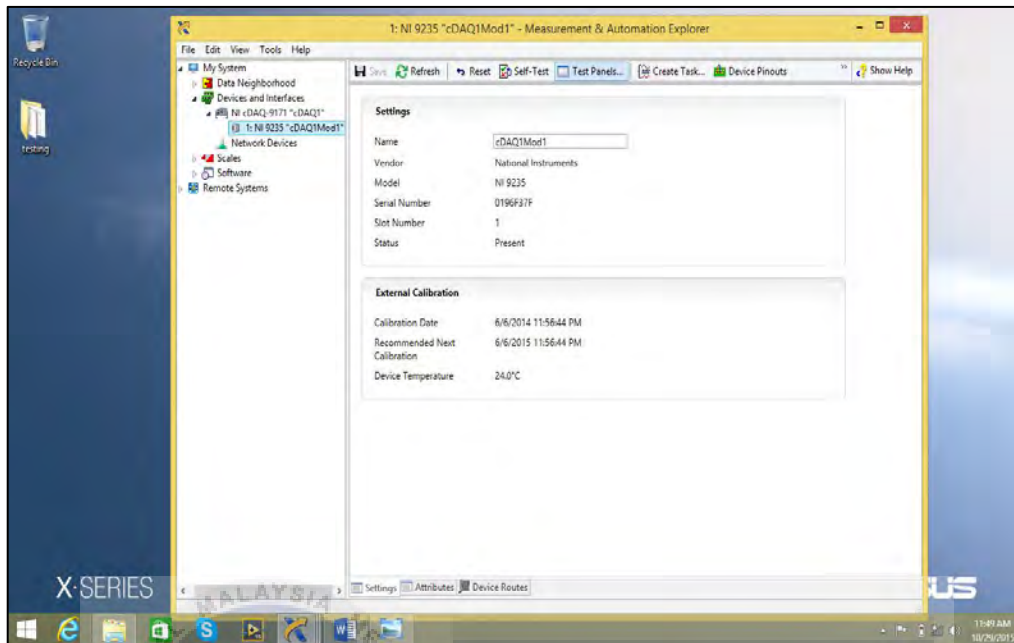 Recycle Bin
testing
1: NI 9235 "cDAQ1Mod1" - Measurement & Automation Explorer
File Edit View Tools Help
My System
Data Neighborhood
Devices and Interfaces
NI cDAQ-9171 "cDAQ1"
1: NI 9235 "cDAQ1Mod1"
Network Devices
Scales
Software
Remote Systems
Save Refresh Reset Self-Test Test Panels... Create Task... Device Pinouts » Show Help
Settings
Name cDAQ1Mod1
Vendor National Instruments
Model NI 9235
Serial Number 0196F37F
Slot Number 1
Status Present
External Calibration
Calibration Date 6/6/2014 11:56:44 PM
Recommended Next Calibration 6/6/2015 11:56:44 PM
Device Temperature 24.0°C
Settings Attributes Device Routes
X·SERIES
MALAYSIA
11:49 AM
10/29/2015